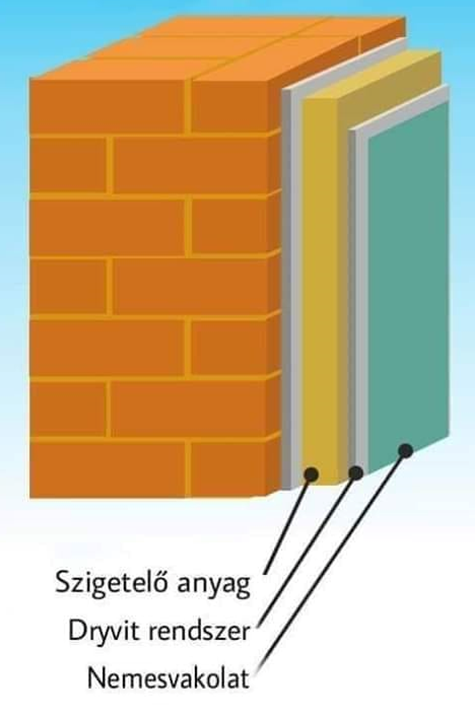 Szigetelő anyag
Dryvit rendszer
Nemesvakolat